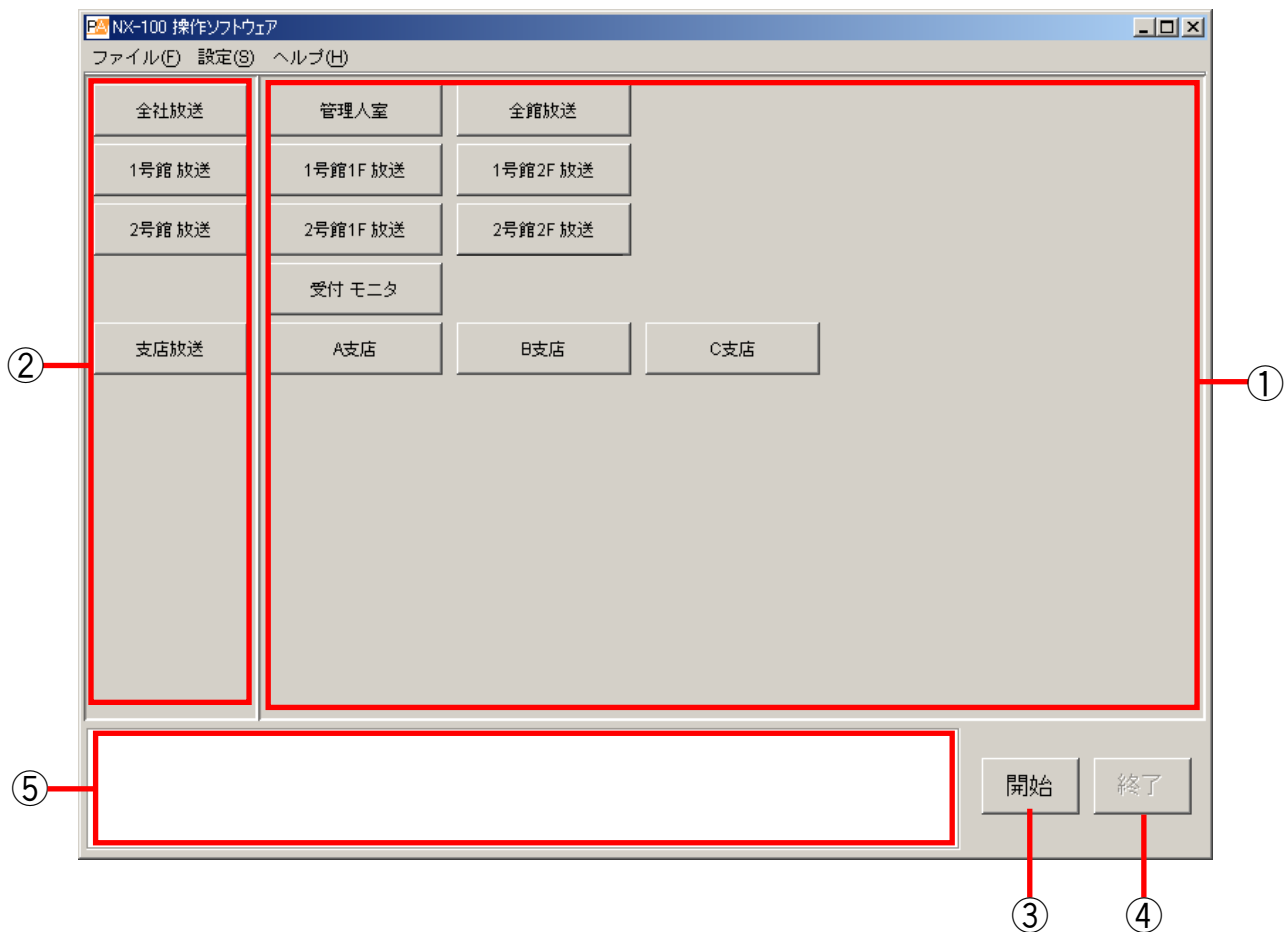 PA NX-100 操作ソフトウェア
ファイル(F) 設定(S) ヘルプ(H)
全社放送 管理人室 全館放送
1号館 放送 1号館1F 放送 1号館2F 放送
2号館 放送 2号館1F 放送 2号館2F 放送
受付 モニタ
支店放送 A支店 B支店 C支店
②
①
⑤
開始 終了
③ ④